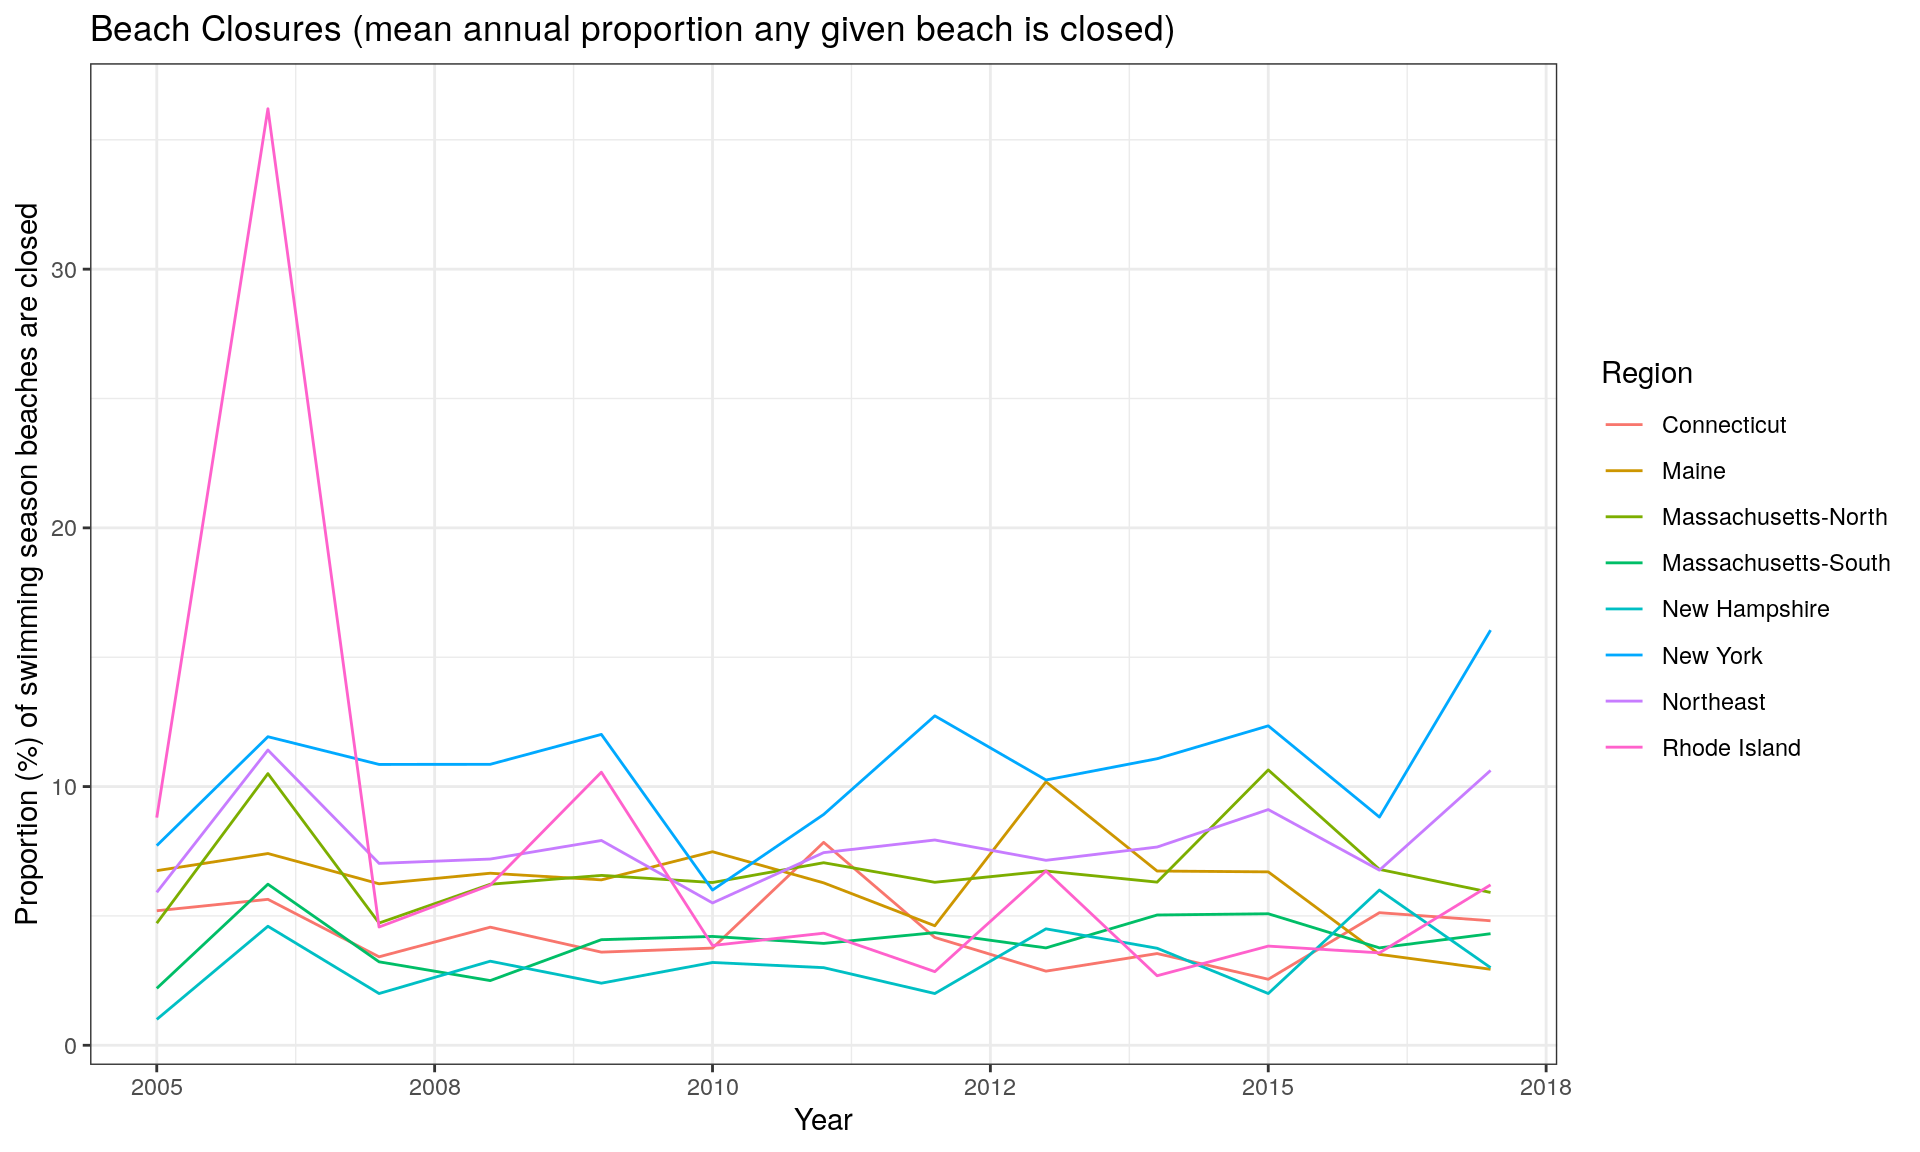 Beach Closures (mean annual proportion any given beach is closed)
Proportion (%) of swimming season beaches are closed
30
20
10
0
2005
2008
2010
2012
2015
2018
Year
Region
Connecticut
Maine
Massachusetts-North
Massachusetts-South
New Hampshire
New York
Northeast
Rhode Island